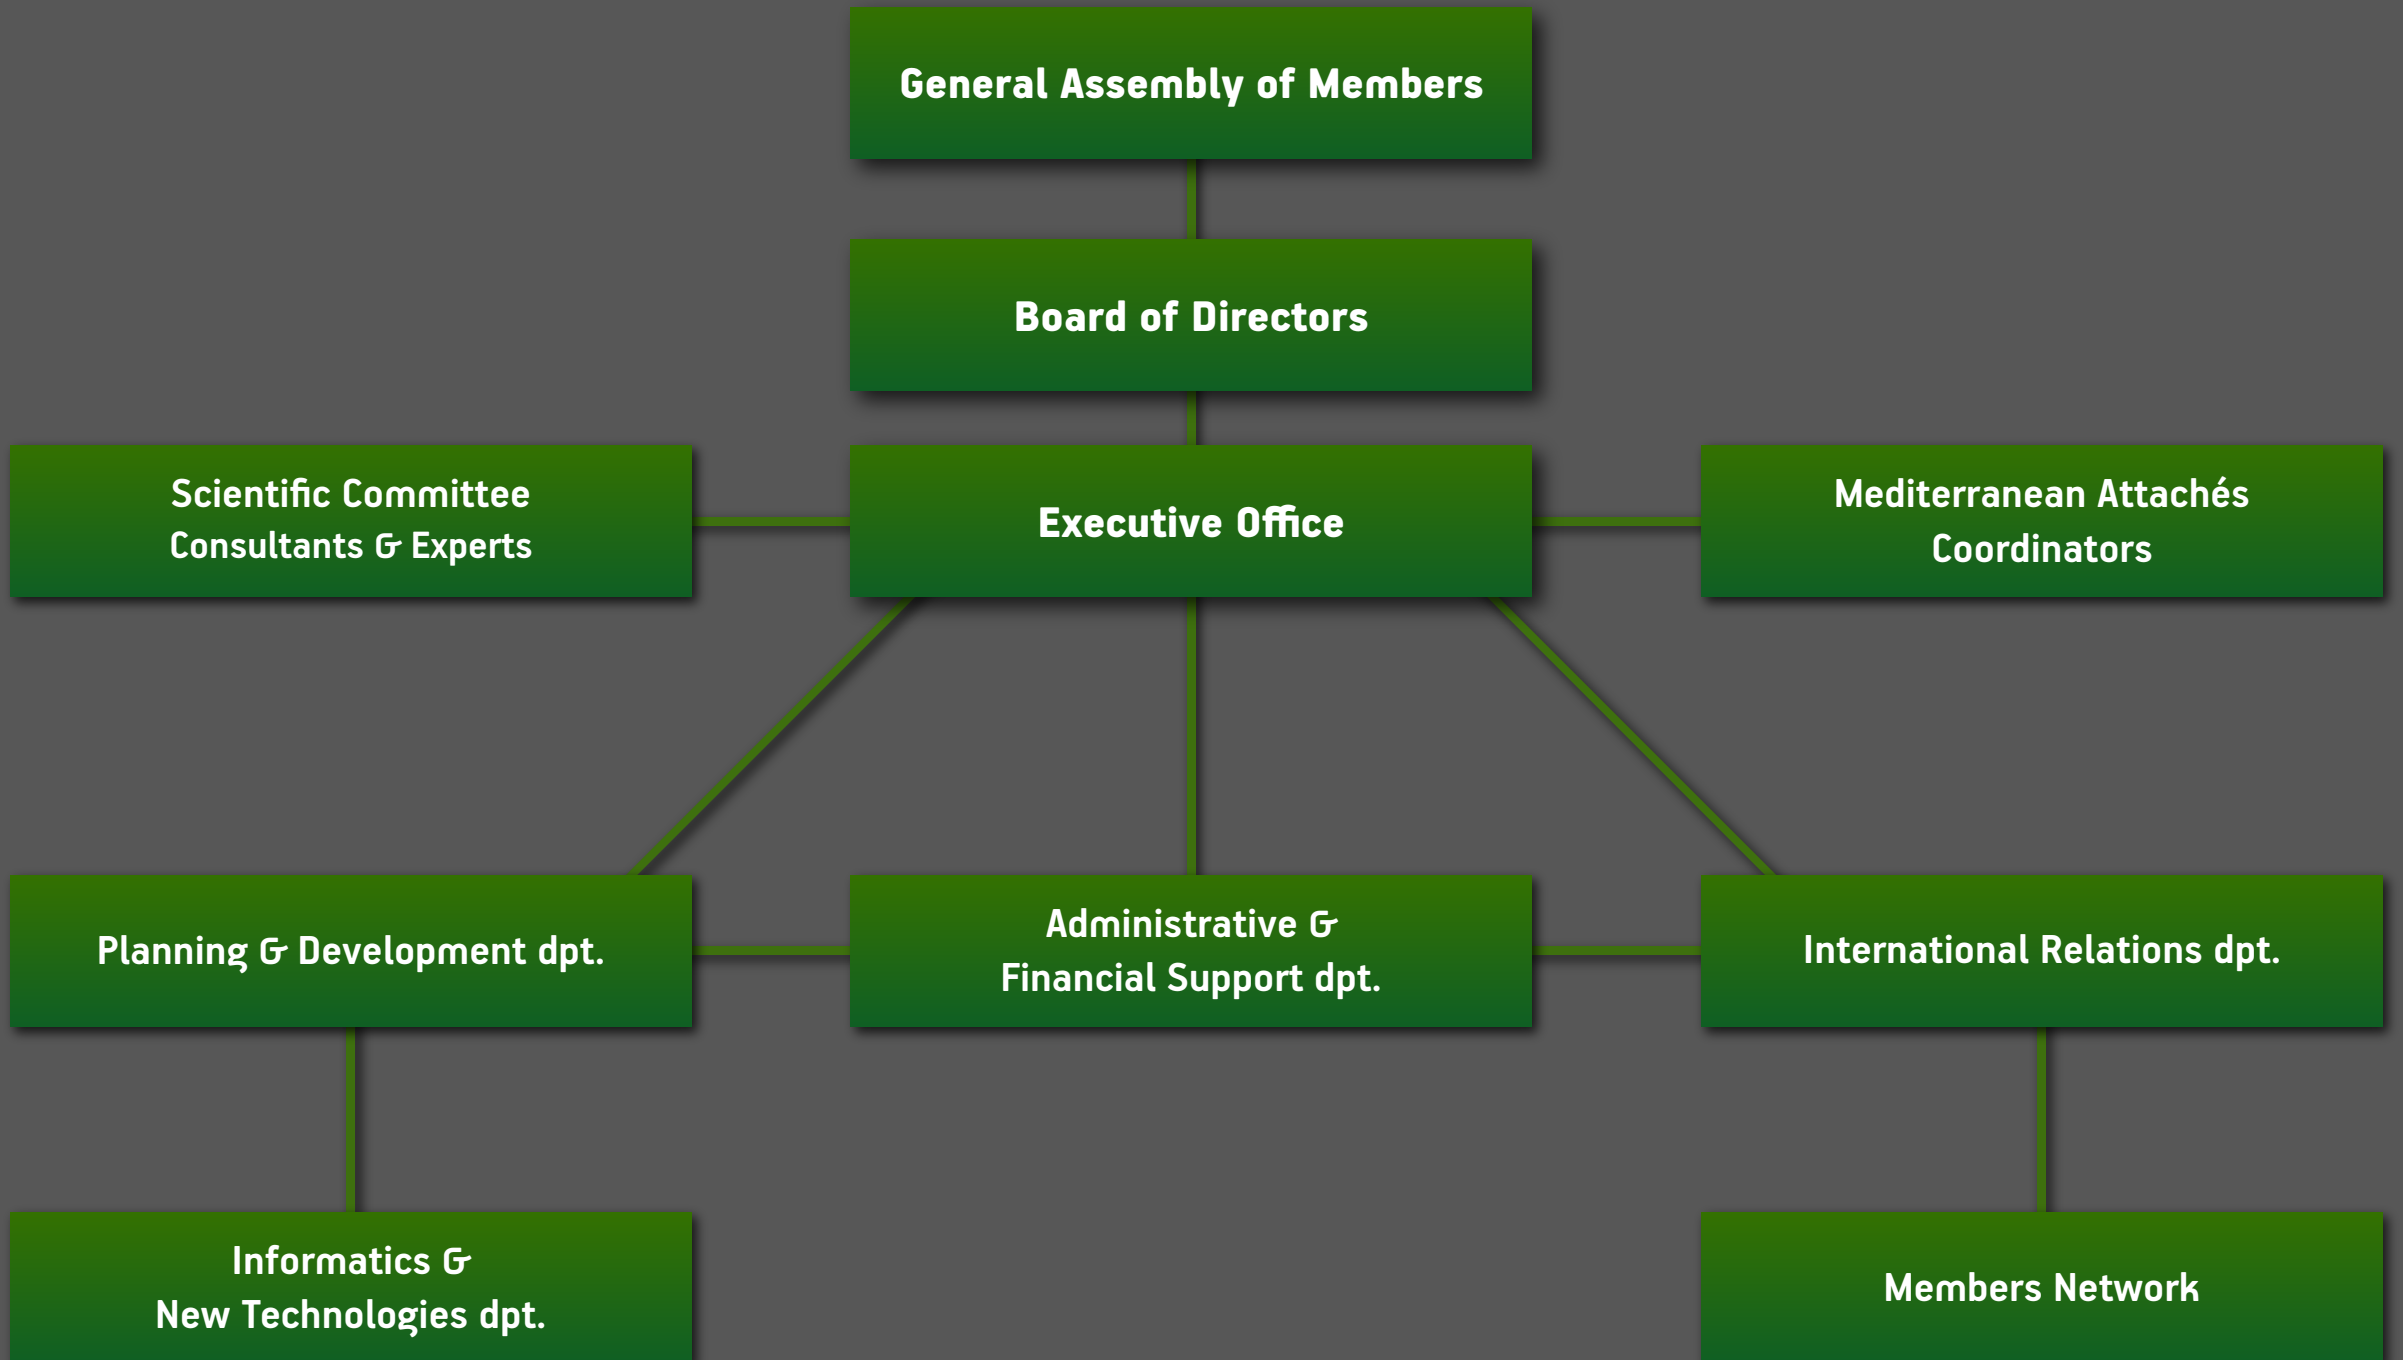 General Assembly of Members
Board of Directors
Scientific Committee
Consultants & Experts
Executive Office
Mediterranean Attachés
Coordinators
Planning & Development dpt.
Administrative &
Financial Support dpt.
International Relations dpt.
Informatics &
New Technologies dpt.
Members Network